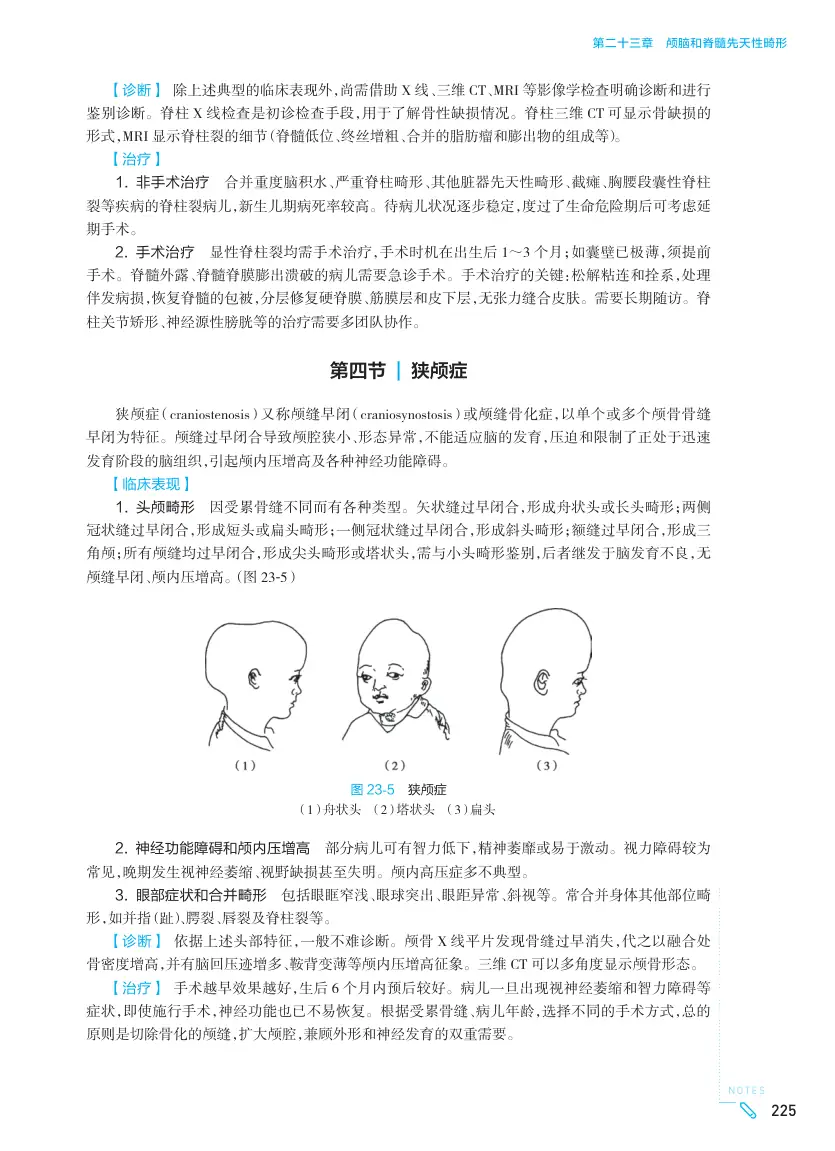 第二十三章 颅脑和脊髓先天性畸形
【诊断】 除上述典型的临床表现外,尚需借助 X 线、三维 CT、MRI 等影像学检查明确诊断和进行
鉴别诊断。脊柱 X 线检查是初诊检查手段,用于了解骨性缺损情况。脊柱三维 CT 可显示骨缺损的
形式,MRI 显示脊柱裂的细节(脊髓低位、终丝增粗、合并的脂肪瘤和膨出物的组成等)。
【治疗】
1. 非手术治疗 合并重度脑积水、严重脊柱畸形、其他脏器先天性畸形、截瘫、胸腰段囊性脊柱
裂等疾病的脊柱裂病儿,新生儿期病死率较高。待病儿状况逐步稳定,度过了生命危险期后可考虑延
期手术。
2. 手术治疗 显性脊柱裂均需手术治疗,手术时机在出生后 1～3 个月;如囊壁已极薄,须提前
手术。脊髓外露、脊髓脊膜膨出溃破的病儿需要急诊手术。手术治疗的关键:松解粘连和拴系,处理
伴发病损,恢复脊髓的包被,分层修复硬脊膜、筋膜层和皮下层,无张力缝合皮肤。需要长期随访。脊
柱关节矫形、神经源性膀胱等的治疗需要多团队协作。
第四节 | 狭颅症
狭颅症(craniostenosis)又称颅缝早闭(craniosynostosis)或颅缝骨化症,以单个或多个颅骨骨缝
早闭为特征。颅缝过早闭合导致颅腔狭小、形态异常,不能适应脑的发育,压迫和限制了正处于迅速
发育阶段的脑组织,引起颅内压增高及各种神经功能障碍。
【临床表现】
1. 头颅畸形 因受累骨缝不同而有各种类型。矢状缝过早闭合,形成舟状头或长头畸形;两侧
冠状缝过早闭合,形成短头或扁头畸形;一侧冠状缝过早闭合,形成斜头畸形;额缝过早闭合,形成三
角颅;所有颅缝均过早闭合,形成尖头畸形或塔状头,需与小头畸形鉴别,后者继发于脑发育不良,无
颅缝早闭、颅内压增高。(图 23-5)
(1) (2) (3)
图 23-5 狭颅症
(1)舟状头 (2)塔状头 (3)扁头
2. 神经功能障碍和颅内压增高 部分病儿可有智力低下,精神萎靡或易于激动。视力障碍较为
常见,晚期发生视神经萎缩、视野缺损甚至失明。颅内高压症多不典型。
3. 眼部症状和合并畸形 包括眼眶窄浅、眼球突出、眼距异常、斜视等。常合并身体其他部位畸
形,如并指(趾)、腭裂、唇裂及脊柱裂等。
【诊断】 依据上述头部特征,一般不难诊断。颅骨 X 线平片发现骨缝过早消失,代之以融合处
骨密度增高,并有脑回压迹增多、鞍背变薄等颅内压增高征象。三维 CT 可以多角度显示颅骨形态。
【治疗】 手术越早效果越好,生后 6 个月内预后较好。病儿一旦出现视神经萎缩和智力障碍等
症状,即使施行手术,神经功能也已不易恢复。根据受累骨缝、病儿年龄,选择不同的手术方式,总的
原则是切除骨化的颅缝,扩大颅腔,兼顾外形和神经发育的双重需要。
NOTES
225